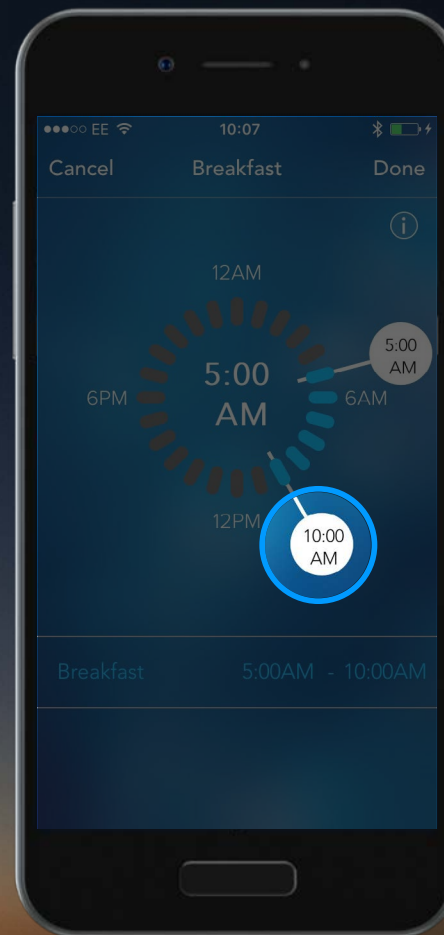 EE 10:07
Cancel Breakfast Done
i
12AM
5:00
AM
5:00
AM
6PM
6AM
12PM
10:00
AM
Breakfast 5:00AM - 10:00AM